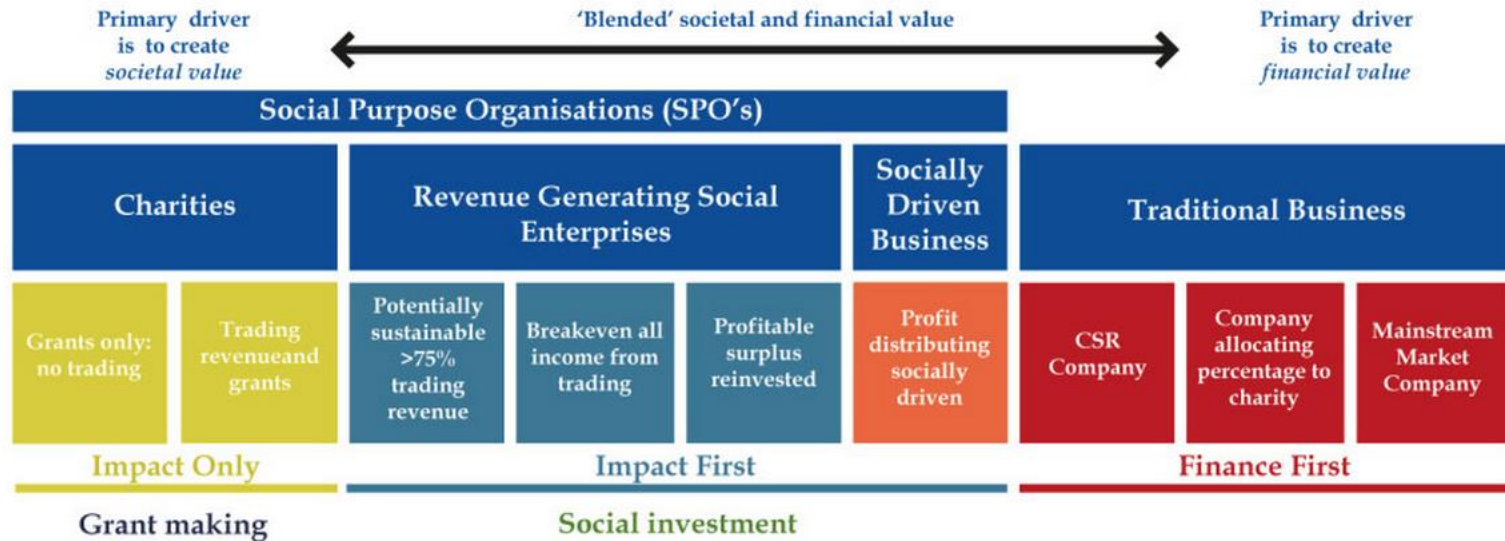 Primary driver
is to create
societal value
'Blended' societal and financial value
Primary driver
is to create
financial value
Social Purpose Organisations (SPO's)
Charities
Revenue Generating Social
Enterprises
Socially
Driven
Business
Traditional Business
Grants only:
no trading
Trading
revenueand
grants
Potentially
sustainable
>75%
trading
revenue
Breakeven all
income from
trading
Profitable
surplus
reinvested
Profit
distributing
socially
driven
CSR
Company
Company
allocating
percentage to
charity
Mainstream
Market
Company
Impact Only
Impact First
Finance First
Grant making
Social investment